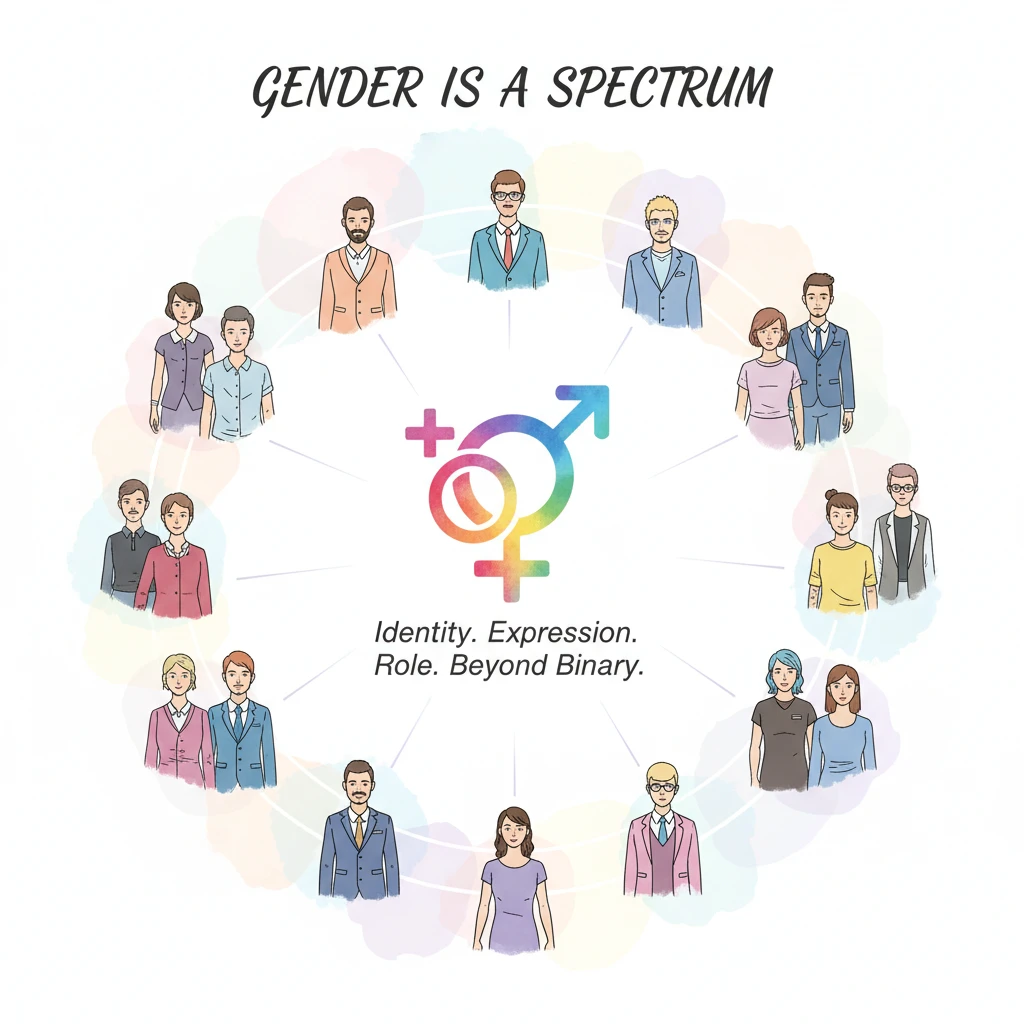 GENDER IS A SPECTRUM
Identity. Expression.
Role. Beyond Binary.